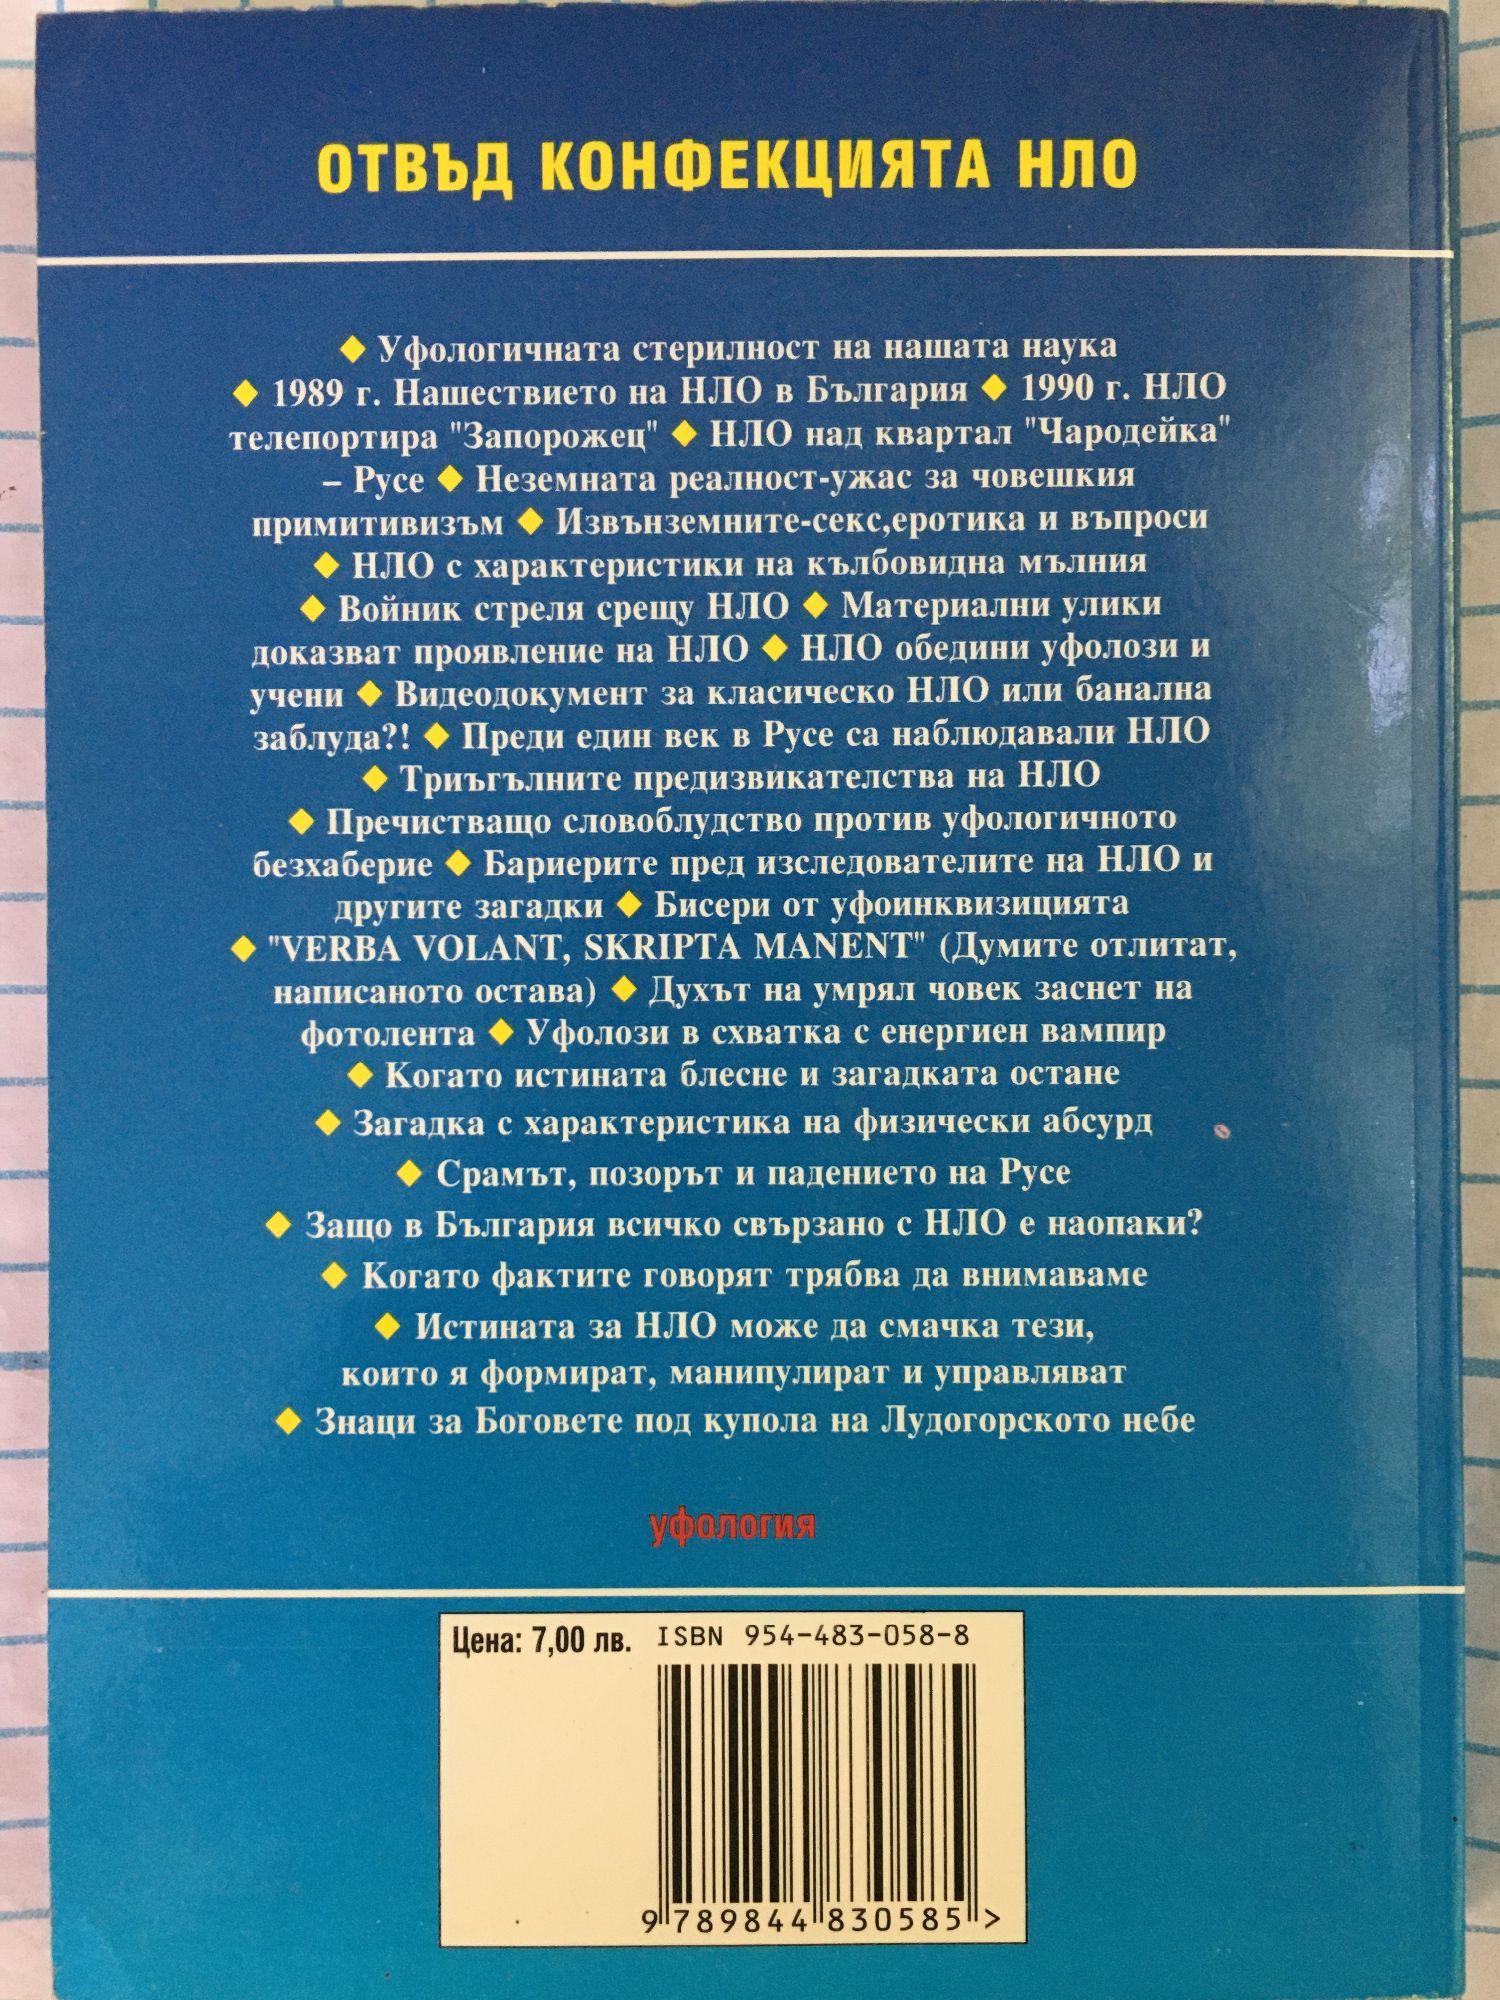 ОТВЪД КОНФЕКЦИЯТА НЛО
◆ Уфологичната стерилност на нашата наука
◆ 1989 г. Нашествието на НЛО в България ◆ 1990 г. НЛО
телепортира "Запорожец" ◆ НЛО над квартал "Чародейка"
– Русе ◆ Неземната реалност-ужас за човешкия
примитивизъм ◆ Извънземните-секс,еротика и въпроси
◆ НЛО с характеристики на кълбовидна мълния
◆ Войник стреля срещу НЛО ◆ Материални улики
доказват проявление на НЛО ◆ НЛО обедини уфолози и
учени ◆ Видеодокумент за класическо НЛО или банална
заблуда?! ◆ Преди един век в Русе са наблюдавали НЛО
◆ Триъгълните предизвикателства на НЛО
◆ Пречистващо словоблудство против уфологичното
безхаберие ◆ Бариерите пред изследователите на НЛО и
другите загадки ◆ Бисери от уфоинквизицията
◆ "VERBA VOLANT, SKRIPTA MANENT" (Думите отлитат,
написаното остава) ◆ Духът на умрял човек заснет на
фотолента ◆ Уфолози в схватка с енергиен вампир
◆ Когато истината блесне и загадката остане
◆ Загадка с характеристика на физически абсурд
◆ Срамът, позорът и падението на Русе
◆ Защо в България всичко свързано с НЛО е наопаки?
◆ Когато фактите говорят трябва да внимаваме
◆ Истината за НЛО може да смачка тези,
които я формират, манипулират и управляват
◆ Знаци за Боговете под купола на Лудогорското небе
уфология
Цена: 7,00 лв. ISBN 954-483-058-8
9 789844 830585 >